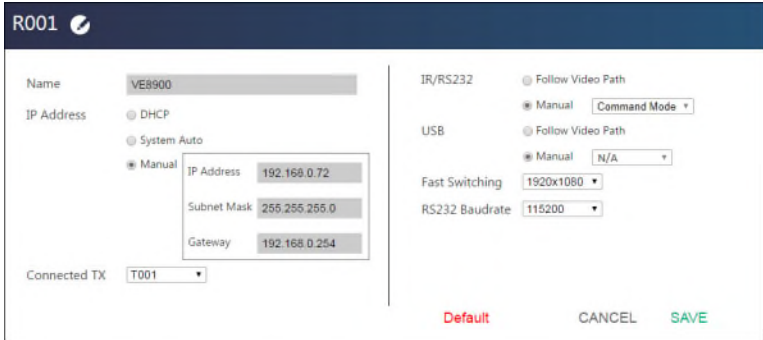 R001
Name VE8900
IP Address DHCP
System Auto
Manual
IP Address 192.168.0.72
Subnet Mask 255.255.255.0
Gateway 192.168.0.254
Connected TX T001
IR/RS232 Follow Video Path
Manual Command Mode
USB Follow Video Path
Manual N/A
Fast Switching 1920x1080
RS232 Baudrate 115200
Default CANCEL SAVE